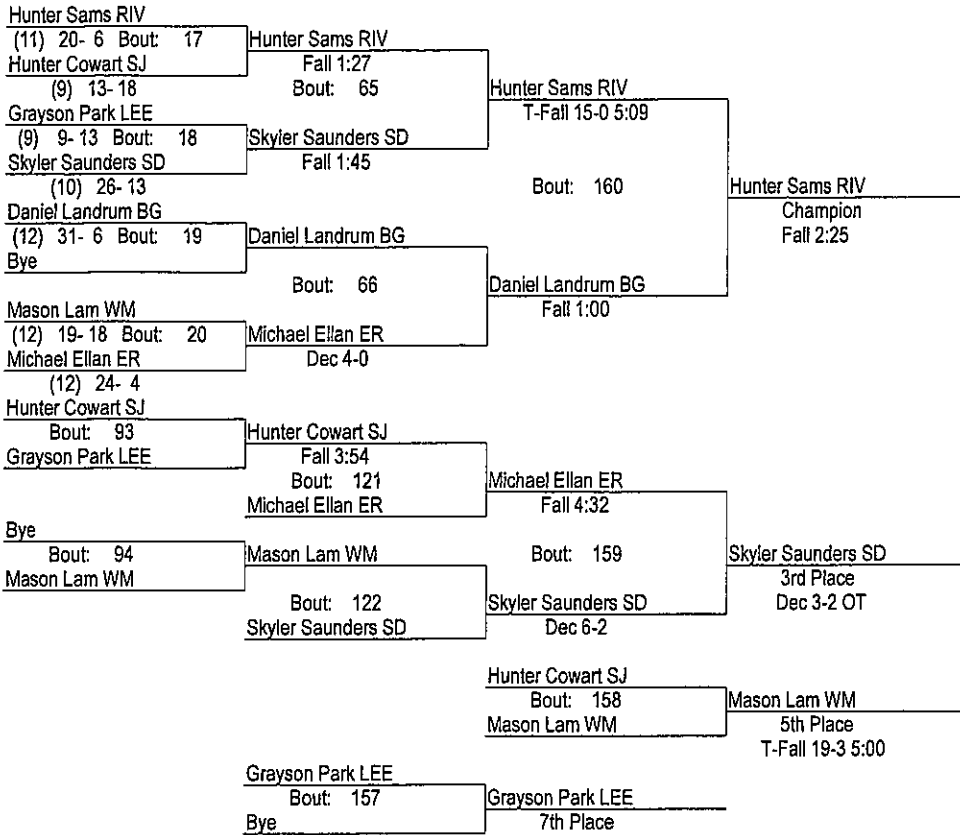 Hunter Sams RIV
(11) 20- 6 Bout: 17
Hunter Cowart SJ
(9) 13- 18
Grayson Park LEE
(9) 9- 13 Bout: 18
Skyler Saunders SD
(10) 26- 13
Daniel Landrum BG
(12) 31- 6 Bout: 19
Bye
Mason Lam WM
(12) 19- 18 Bout: 20
Michael Ellan ER
(12) 24- 4
Hunter Sams RIV
Fall 1:27
Bout: 65
Skyler Saunders SD
Fall 1:45
Daniel Landrum BG
Bout: 66
Michael Ellan ER
Dec 4-0
Hunter Sams RIV
T-Fall 15-0 5:09
Bout: 160
Daniel Landrum BG
Fall 1:00
Hunter Sams RIV
Champion
Fall 2:25
Hunter Cowart SJ
Bout: 93
Grayson Park LEE
Bye
Bout: 94
Mason Lam WM
Hunter Cowart SJ
Fall 3:54
Bout: 121
Michael Ellan ER
Mason Lam WM
Bout: 122
Skyler Saunders SD
Michael Ellan ER
Fall 4:32
Bout: 159
Skyler Saunders SD
Dec 6-2
Skyler Saunders SD
3rd Place
Dec 3-2 OT
Hunter Cowart SJ
Bout: 158
Mason Lam WM
Mason Lam WM
5th Place
T-Fall 19-3 5:00
Grayson Park LEE
Bout: 157
Bye
Grayson Park LEE
7th Place